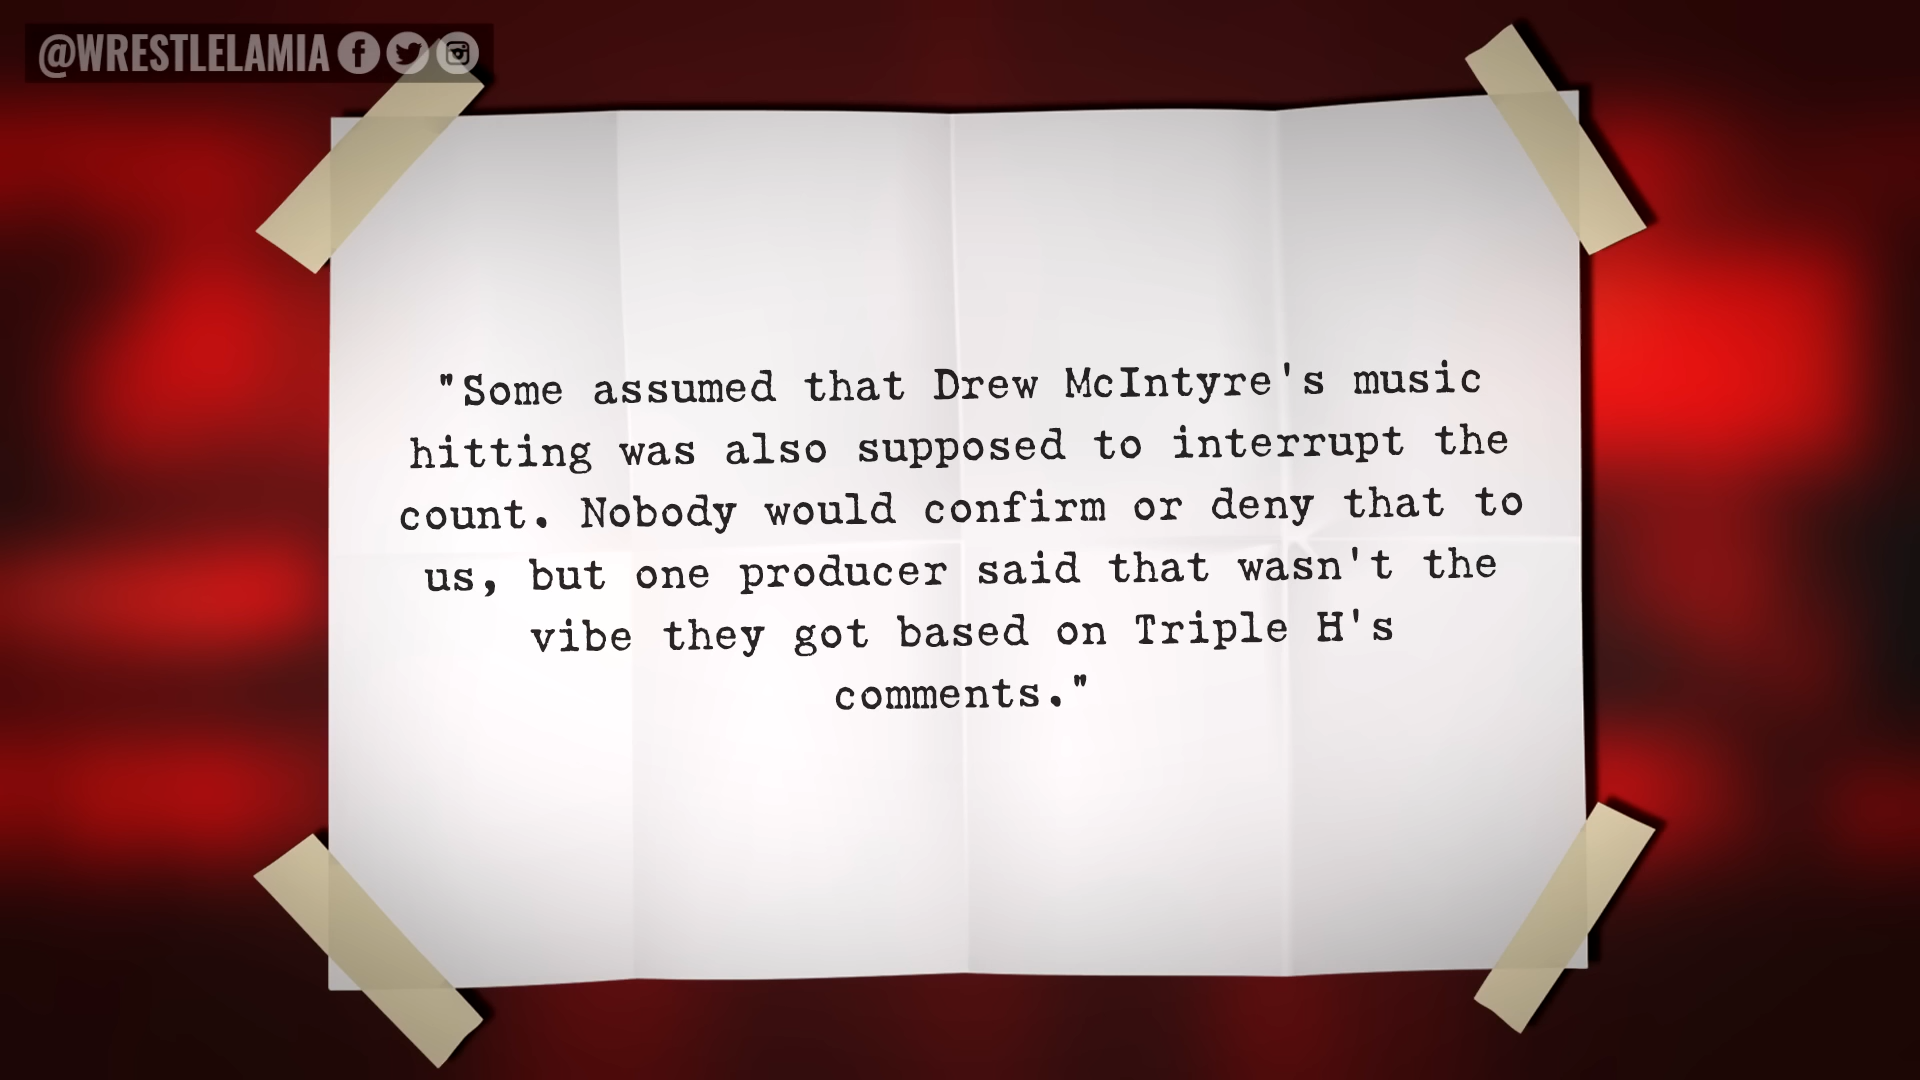 @WRESTLELAMIA
"Some assumed that Drew McIntyre's music
hitting was also supposed to interrupt the
count. Nobody would confirm or deny that to
us, but one producer said that wasn't the
vibe they got based on Triple H's
comments."